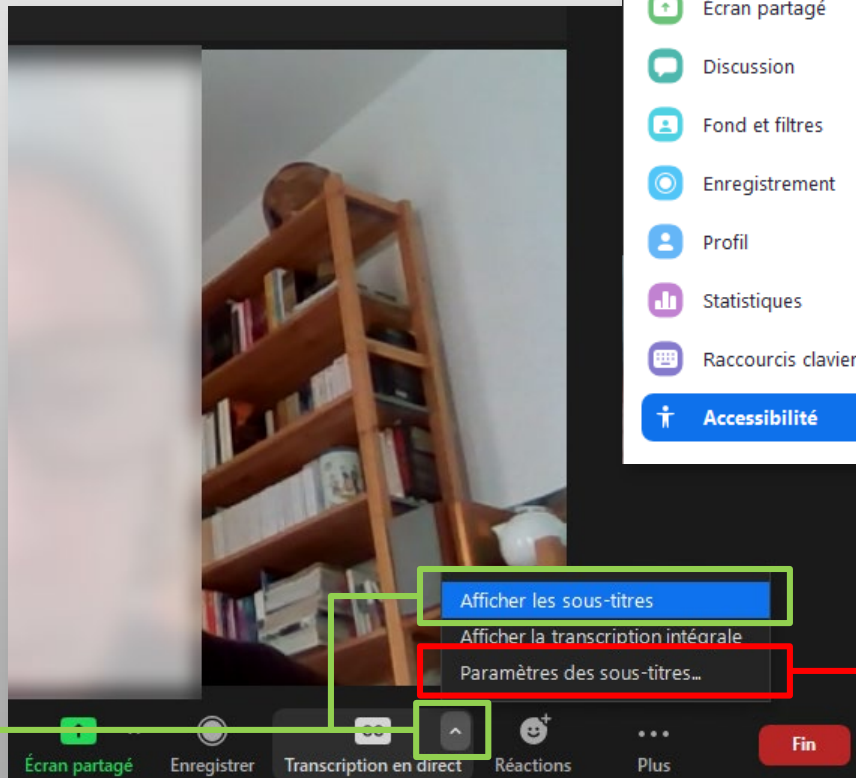 Écran partagé
Discussion
Fond et filtres
Enregistrement
Profil
Statistiques
Raccourcis clavier
Accessibilité
Afficher les sous-titres
Afficher la transcription intégrale
Paramètres des sous-titres...
Écran partagé
Enregistrer
Transcription en direct
Réactions
Plus
Fin